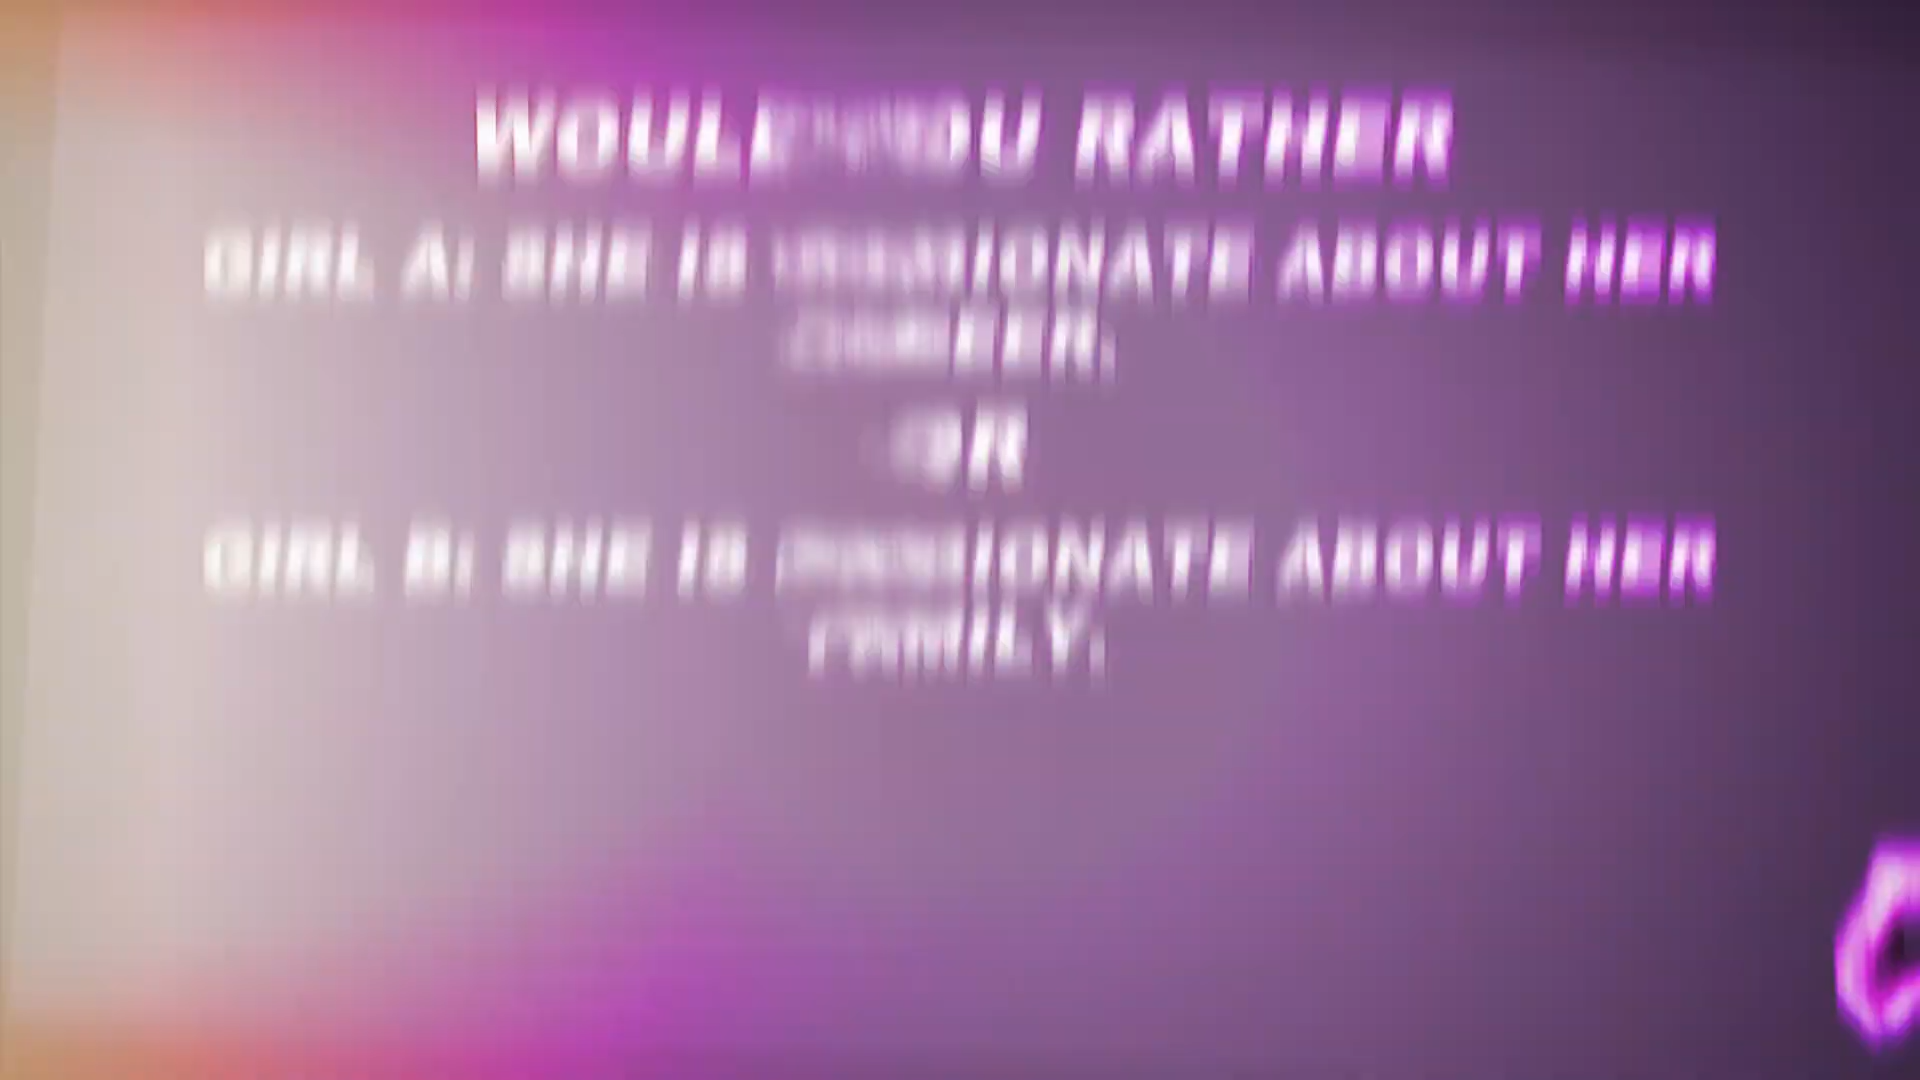 WOULD YOU RATHER
GIRL A: SHE IS PASSIONATE ABOUT HER
CAREER.
OR
GIRL B: SHE IS PASSIONATE ABOUT HER
FAMILY.